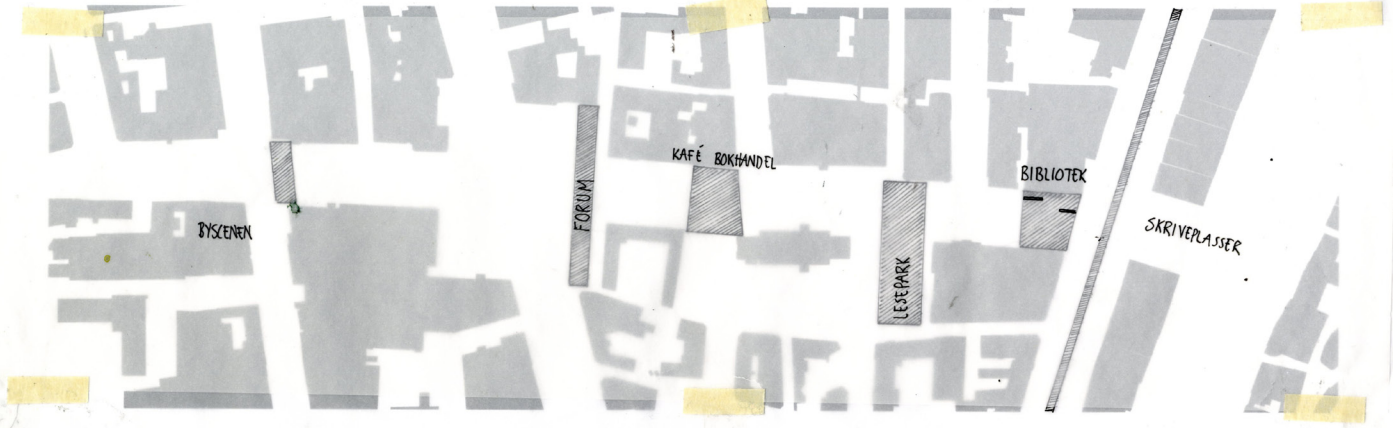 BYSCENEN
FORUM
KAFÉ BOKHANDEL
LESEPARK
BIBLIOTEK
SKRIVEPLASSER